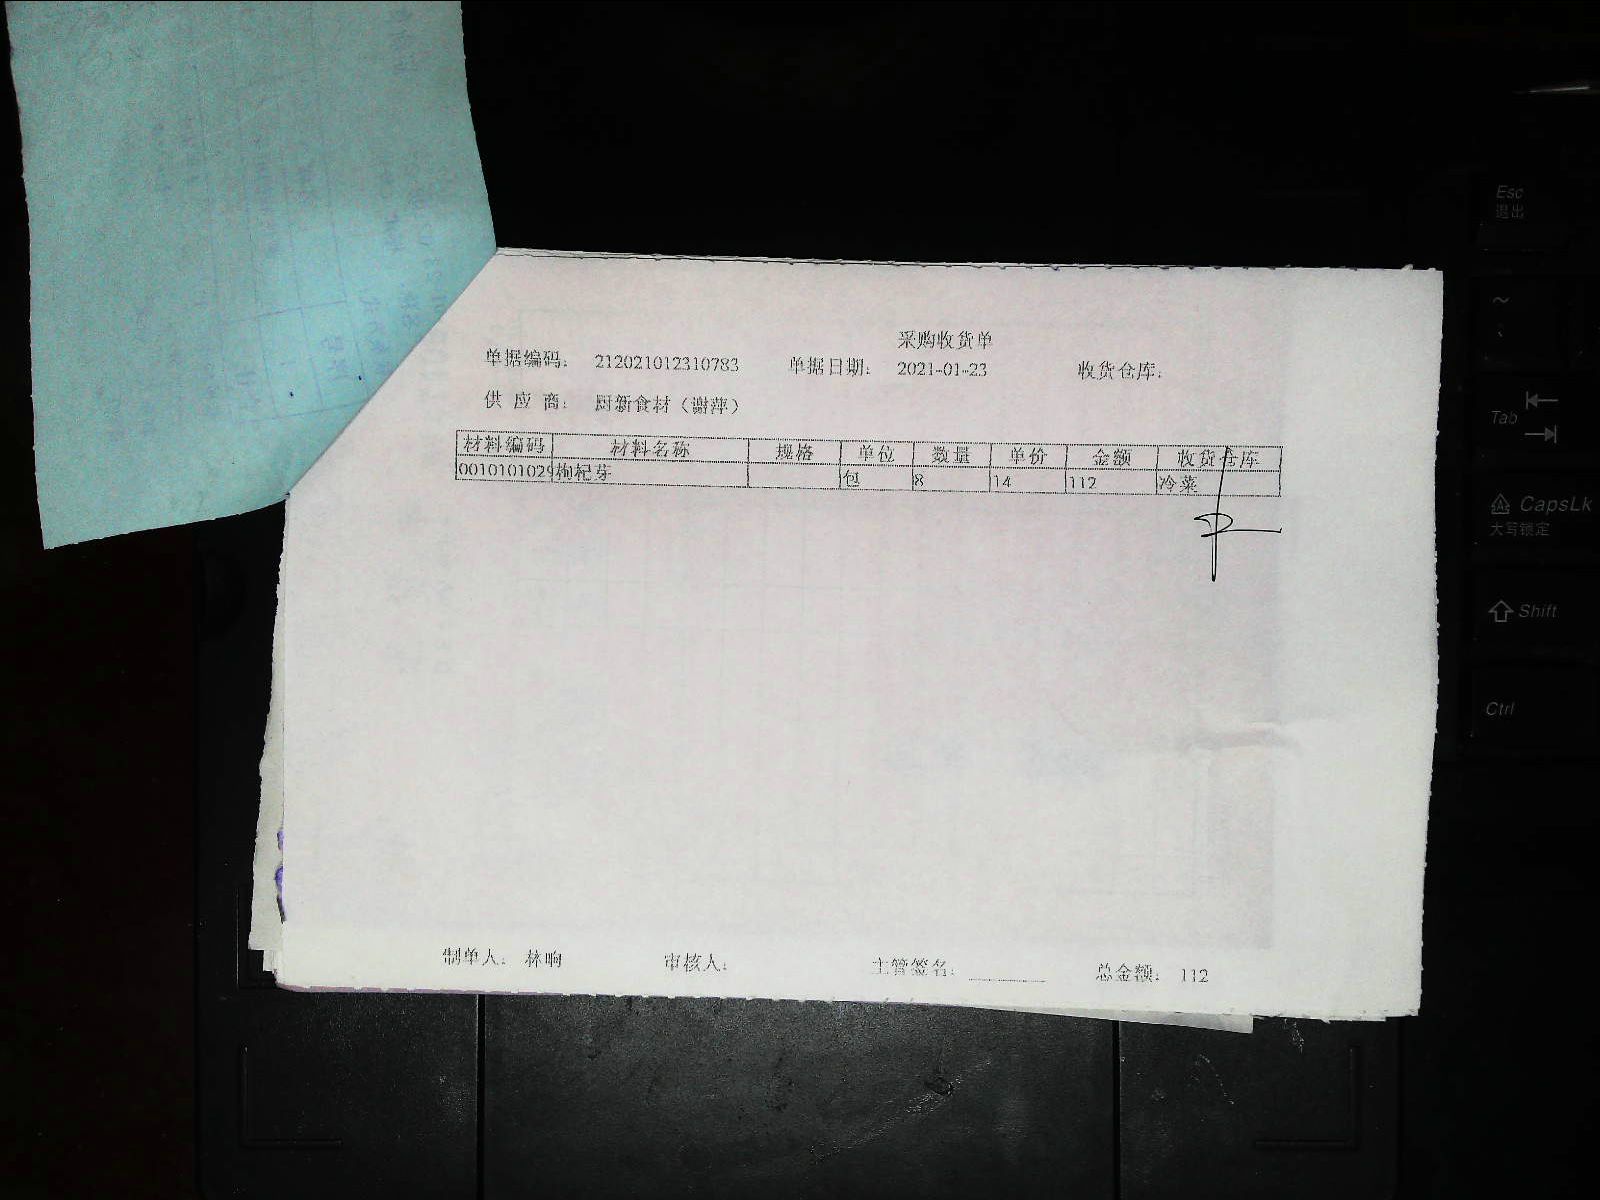 采购收货单
单据编码： 212021012310783 单据日期： 2021-01-23 收货仓库：
供 应 商： 厨新食材（谢萍）
材料编码 材料名称 规格 单位 数量 单价 金额 收货仓库
0010101029 枸杞芽 包 8 14 112 冷菜
制单人： 林响 审核人： 主管签名： 总金额： 112
Esc
退出
~
Tab
CapsLk
大写锁定
Shift
Ctrl